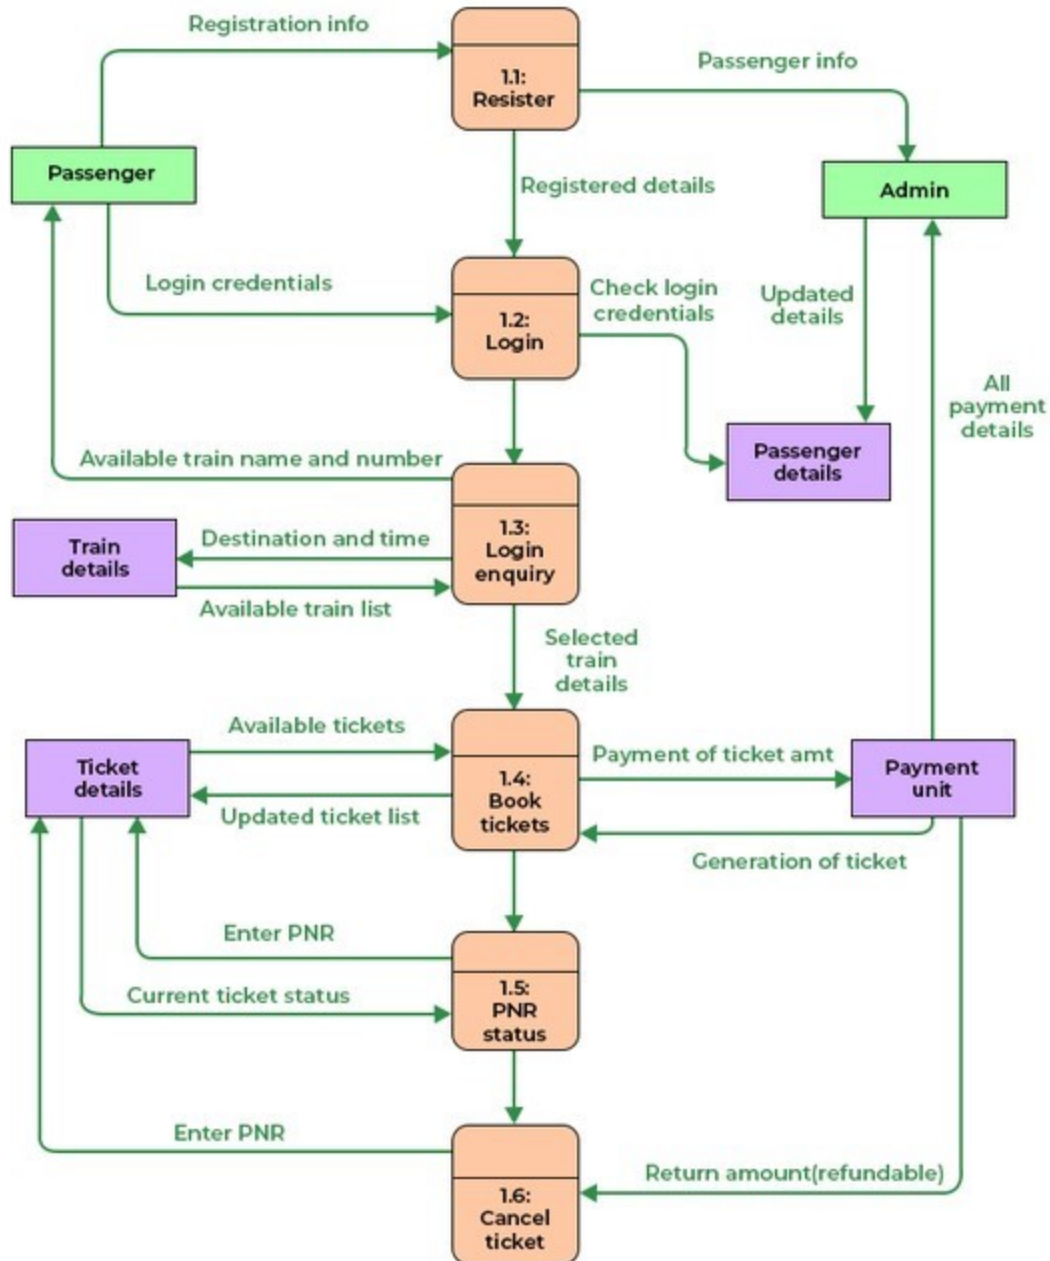 Registration info
1.1:
Resister
Passenger info
Passenger
Admin
Registered details
Login credentials
1.2:
Login
Check login
credentials
Updated
details
All
payment
details
Passenger
details
Available train name and number
1.3:
Login
enquiry
Train
details
Destination and time
Available train list
Selected
train
details
Available tickets
Ticket
details
Updated ticket list
1.4:
Book
tickets
Payment of ticket amt
Payment
unit
Generation of ticket
Enter PNR
Current ticket status
1.5:
PNR
status
Enter PNR
1.6:
Cancel
ticket
Return amount(refundable)